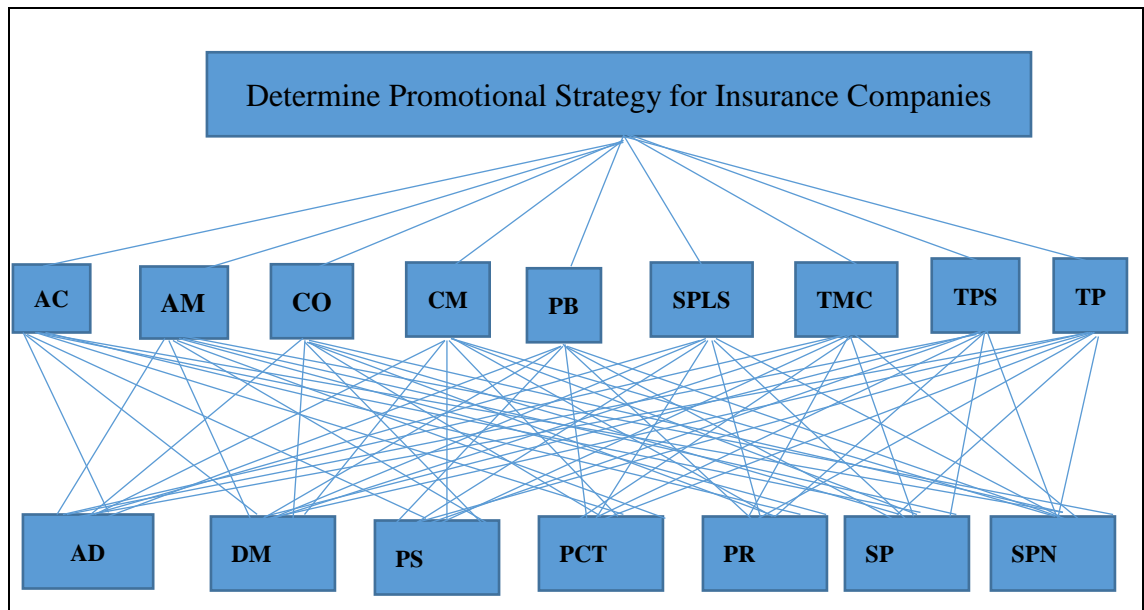 Determine Promotional Strategy for Insurance Companies
AC AM CO CM PB SPLS TMC TPS TP
AD DM PS PCT PR SP SPN